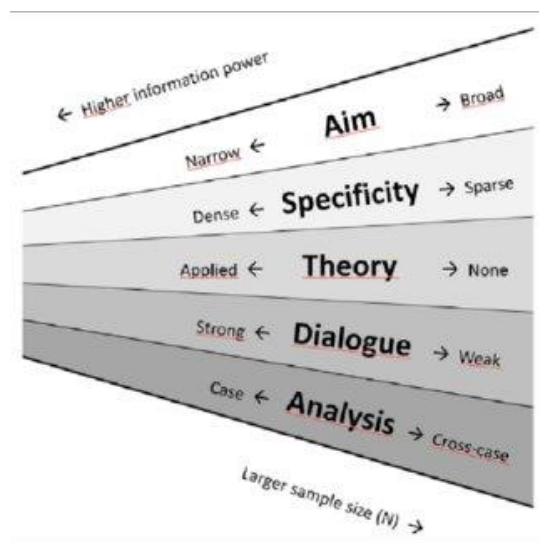 ← Higher information power
Narrow ← Aim → Broad
Dense ← Specificity → Sparse
Applied ← Theory → None
Strong ← Dialogue → Weak
Case ← Analysis → Cross-case
Larger sample size (N) →